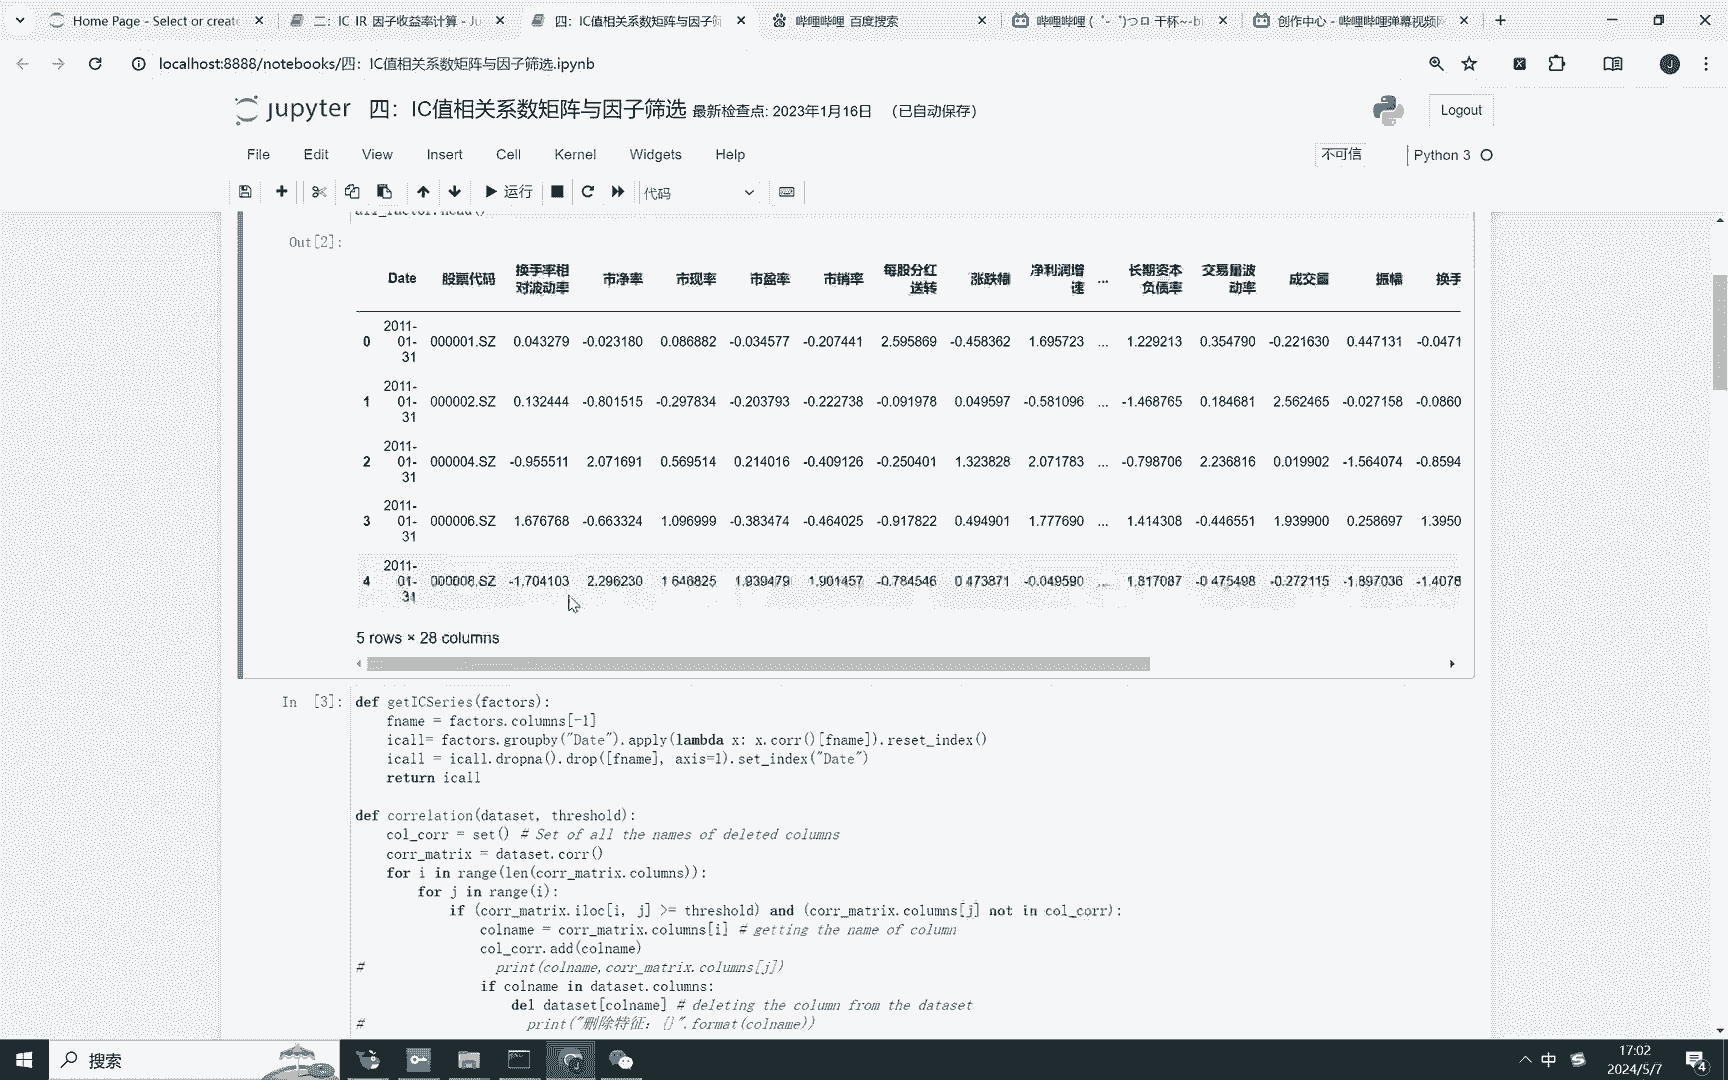 Home Page - Select or create
二：IC IR 因子收益率计算 - Ju
四：IC值相关系数矩阵与因子筛
哔哩哔哩_百度搜索
哔哩哔哩 (゜-゜)つロ 干杯~-bi
创作中心 - 哔哩哔哩弹幕视频网
localhost:8888/notebooks/四：IC值相关系数矩阵与因子筛选.ipynb
jupyter 四：IC值相关系数矩阵与因子筛选 最后检查点: 2023年1月16日 (已自动保存)
Logout
File Edit View Insert Cell Kernel Widgets Help
不可信
Python 3
运行
代码
all_factor.head()
Out[2]:
Date 股票代码 换手率相对波动率 市净率 市现率 市盈率 市销率 每股分红送转 涨跌幅 净利润增速 ... 长期资本负债率 交易量波动率 成交量 振幅 换手
0 2011-01-31 000001.SZ 0.043279 -0.023180 0.086882 -0.034577 -0.207441 2.595869 -0.458362 1.695723 ... 1.229213 0.354790 -0.221630 0.447131 -0.0471
1 2011-01-31 000002.SZ 0.132444 -0.801515 -0.297834 -0.203793 -0.222738 -0.091978 0.049597 -0.581096 ... -1.468765 0.184681 2.562465 -0.027158 -0.0860
2 2011-01-31 000004.SZ -0.955511 2.071691 0.569514 0.214016 -0.409126 -0.250401 1.323828 2.071783 ... -0.798706 2.236816 0.019902 -1.564074 -0.8594
3 2011-01-31 000006.SZ 1.676768 -0.663324 1.096999 -0.383474 -0.464025 -0.917822 0.494901 1.777690 ... 1.414308 -0.446551 1.939900 0.258697 1.3950
4 2011-01-31 000008.SZ -1.704103 2.296230 1.646825 1.939479 1.901457 -0.784546 0.473871 -0.049590 ... 1.817087 -0.475498 -0.272115 -1.897036 -1.4078
5 rows × 28 columns
In [3]:
def getICSeries(factors):
fname = factors.columns[-1]
icall= factors.groupby("Date").apply(lambda x: x.corr()[fname]).reset_index()
icall = icall.dropna().drop([fname], axis=1).set_index("Date")
return icall
def correlation(dataset, threshold):
col_corr = set() # Set of all the names of deleted columns
corr_matrix = dataset.corr()
for i in range(len(corr_matrix.columns)):
for j in range(i):
if (corr_matrix.iloc[i, j] >= threshold) and (corr_matrix.columns[j] not in col_corr):
colname = corr_matrix.columns[i] # getting the name of column
col_corr.add(colname)
# print(colname,corr_matrix.columns[j])
if colname in dataset.columns:
del dataset[colname] # deleting the column from the dataset
# print("删除特征：{}".format(colname))
搜索
中
17:02
2024/5/7
4